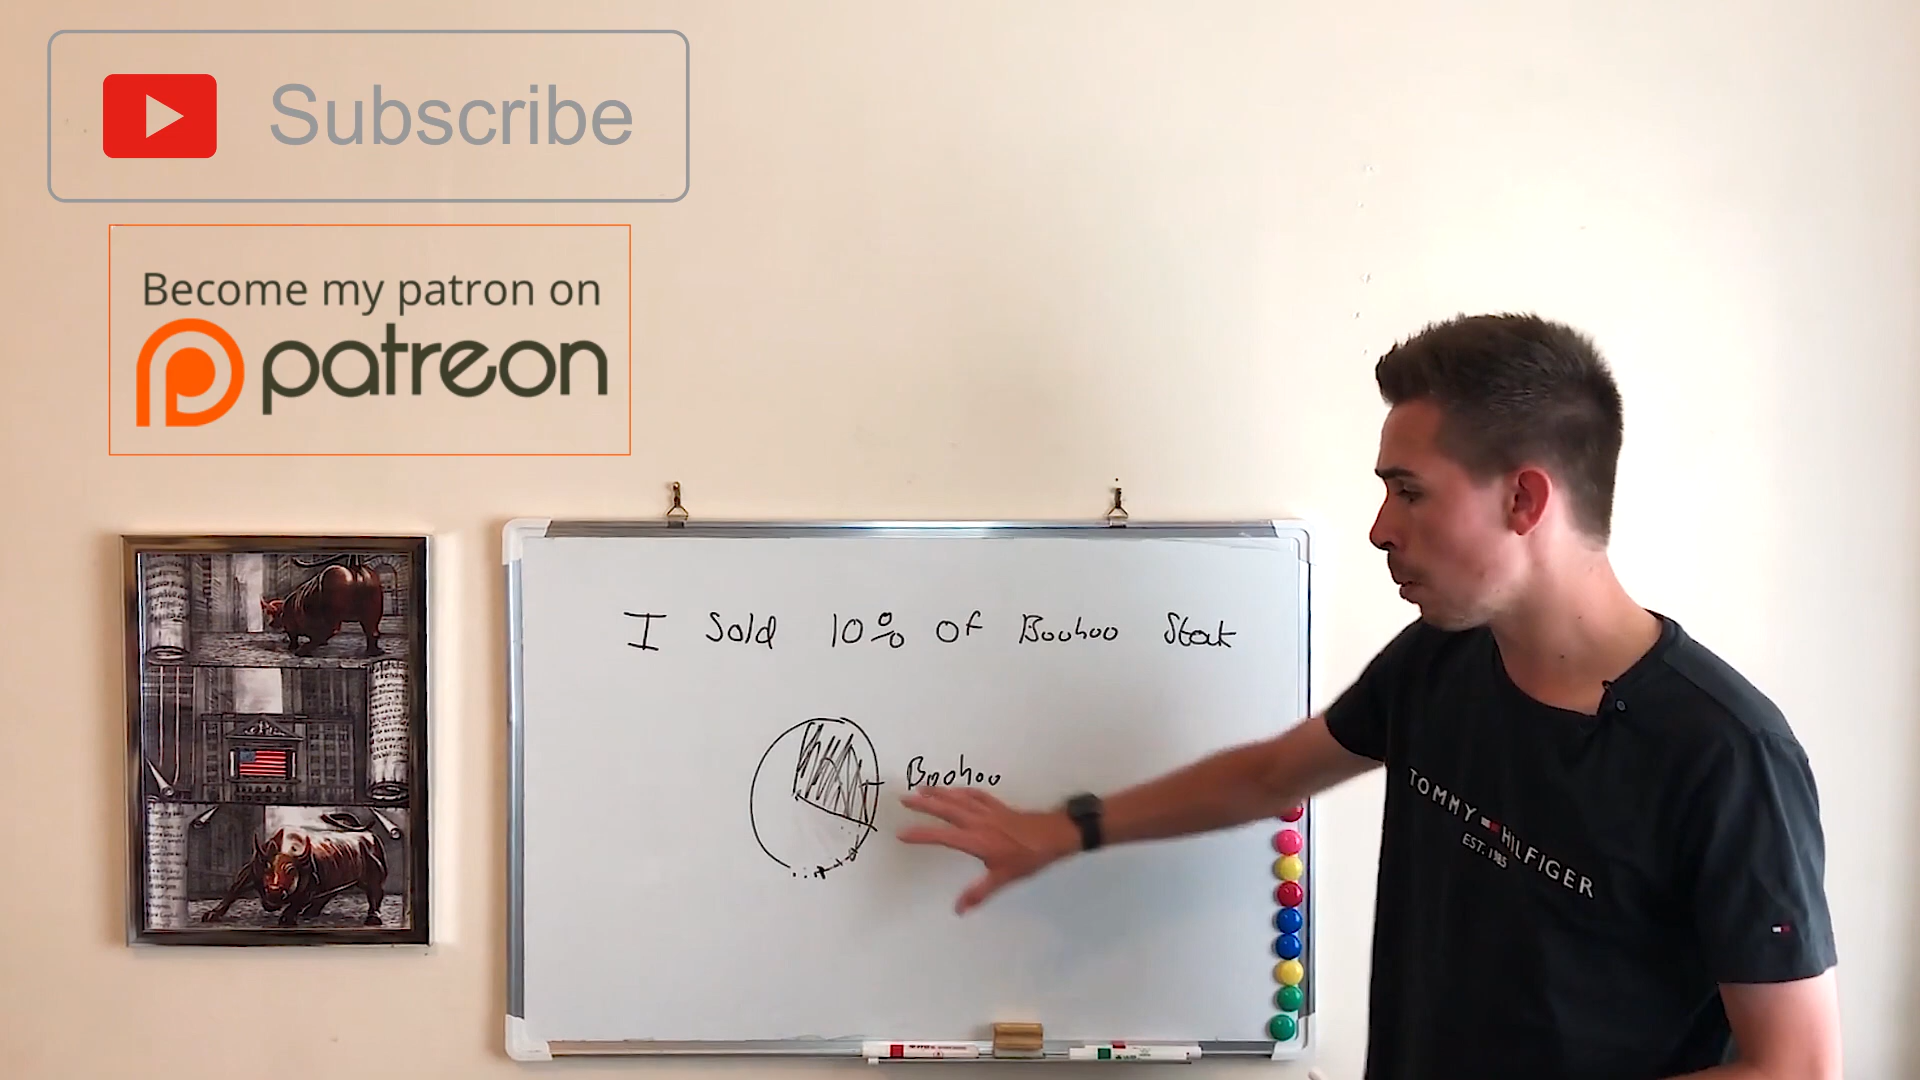 Subscribe
Become my patron on
patreon
I Sold 10% of Boohoo Stock
Boohoo
TOMMY HILFIGER
EST. 1985